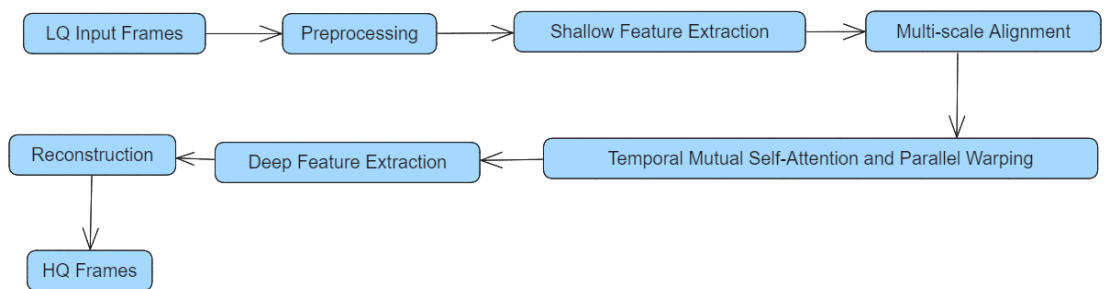 LQ Input Frames
Preprocessing
Shallow Feature Extraction
Multi-scale Alignment
Temporal Mutual Self-Attention and Parallel Warping
Deep Feature Extraction
Reconstruction
HQ Frames